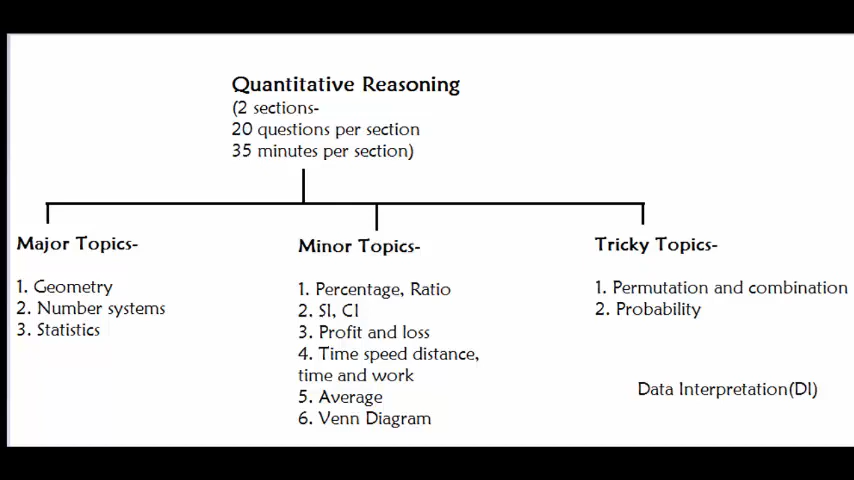 Quantitative Reasoning
(2 sections-
20 questions per section
35 minutes per section)
Major Topics-
1. Geometry
2. Number systems
3. Statistics
Minor Topics-
1. Percentage, Ratio
2. SI, CI
3. Profit and loss
4. Time speed distance,
time and work
5. Average
6. Venn Diagram
Tricky Topics-
1. Permutation and combination
2. Probability
Data Interpretation(DI)